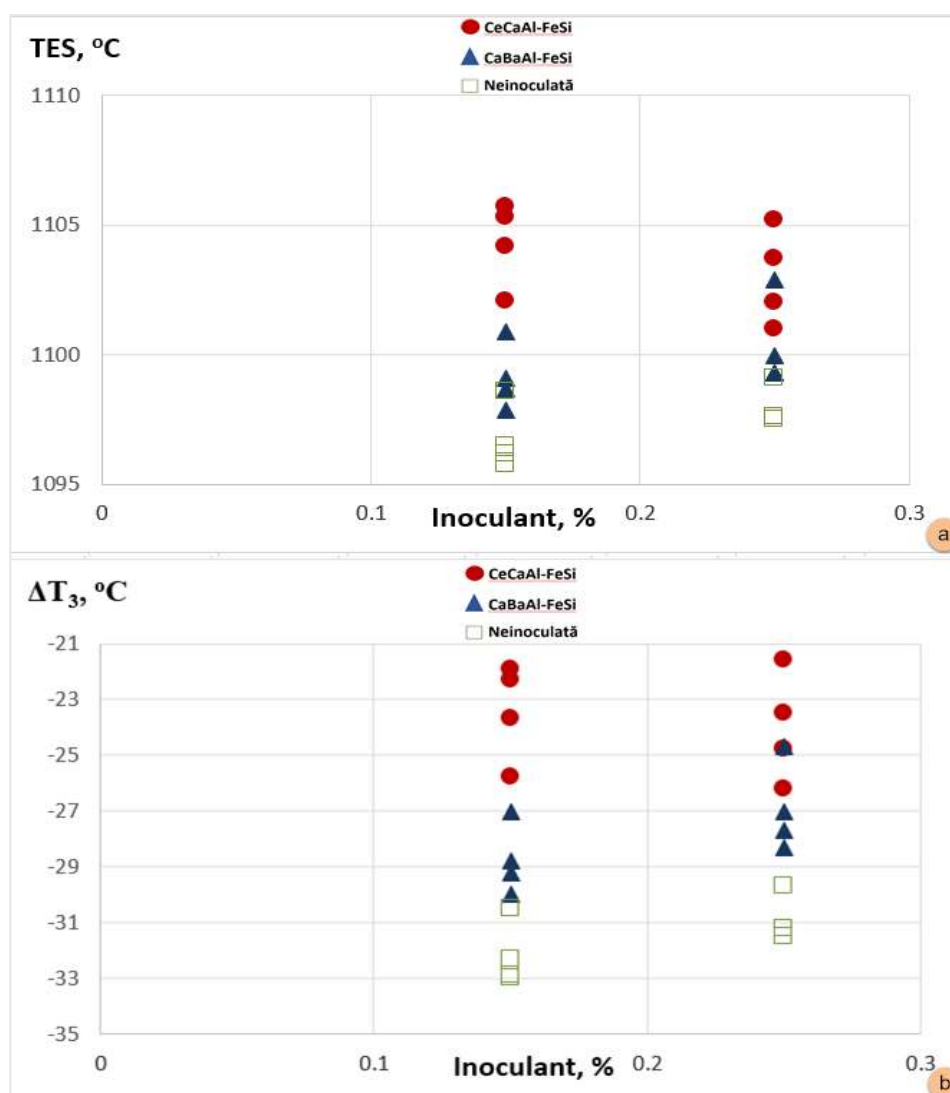 TES, ⁰C
CeCaAl-FeSi
CaBaAl-FeSi
Neinoculată
1110
1105
1100
1095
0
0.1
0.2
0.3
Inoculant, %
a
ΔT₃, ⁰C
CeCaAl-FeSi
CaBaAl-FeSi
Neinoculată
-21
-23
-25
-27
-29
-31
-33
-35
0
0.1
0.2
0.3
Inoculant, %
b